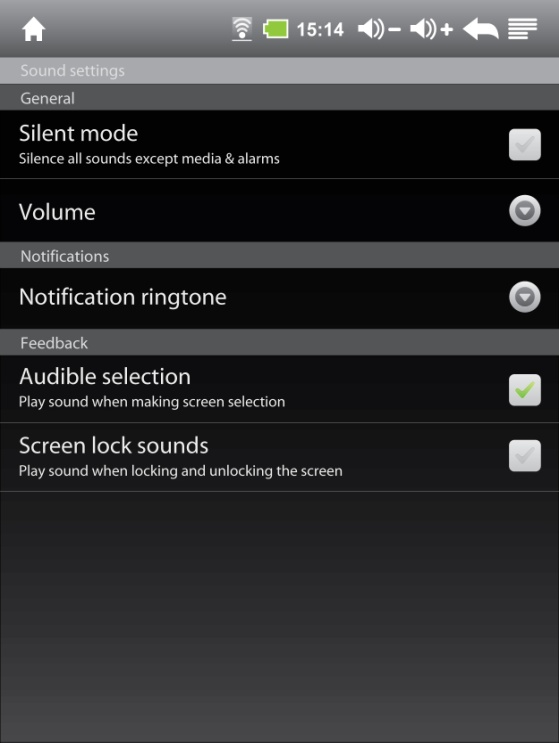 15:14
Sound settings
General
Silent mode
Silence all sounds except media & alarms
Volume
Notifications
Notification ringtone
Feedback
Audible selection
Play sound when making screen selection
Screen lock sounds
Play sound when locking and unlocking the screen